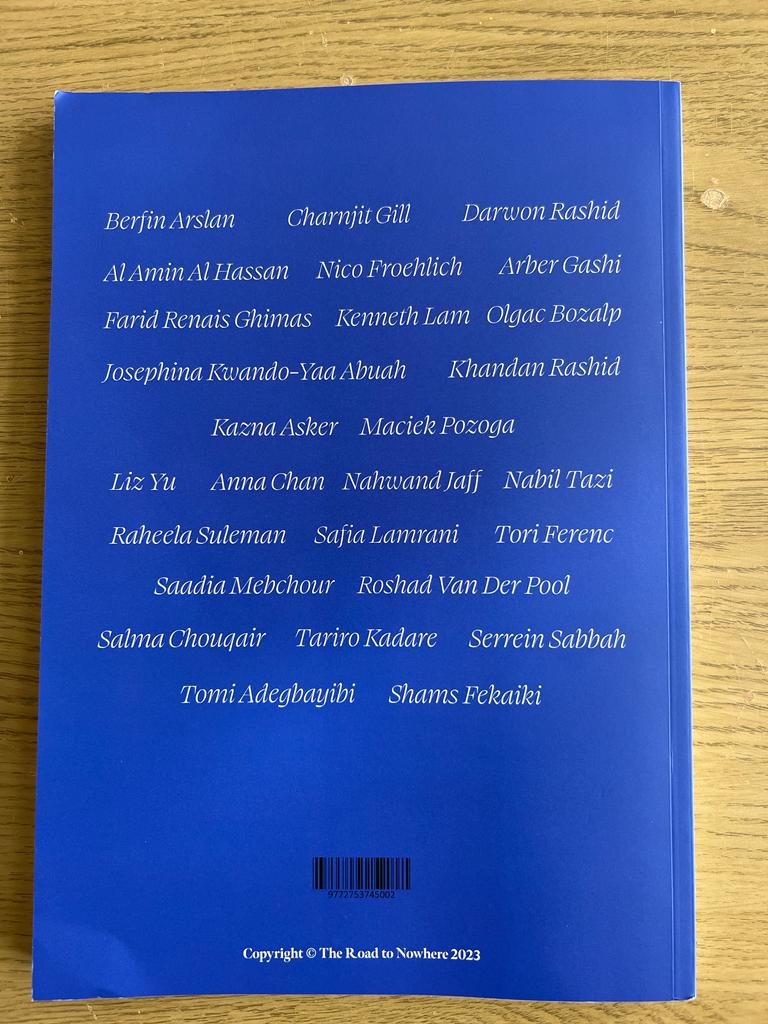 Berfin Arslan Charnjit Gill Darwon Rashid
Al Amin Al Hassan Nico Froehlich Arber Gashi
Farid Renais Ghimas Kenneth Lam Olgac Bozalp
Josephina Kwando-Yaa Abuah Khandan Rashid
Kazna Asker Maciek Pozoga
Liz Yu Anna Chan Nahwand Jaff Nabil Tazi
Raheela Suleman Safia Lamrani Tori Ferenc
Saadia Mebchour Roshad Van Der Pool
Salma Chouqair Tariro Kadare Serrein Sabbah
Tomi Adegbayibi Shams Fekaiki
9772753745002
Copyright © The Road to Nowhere 2023